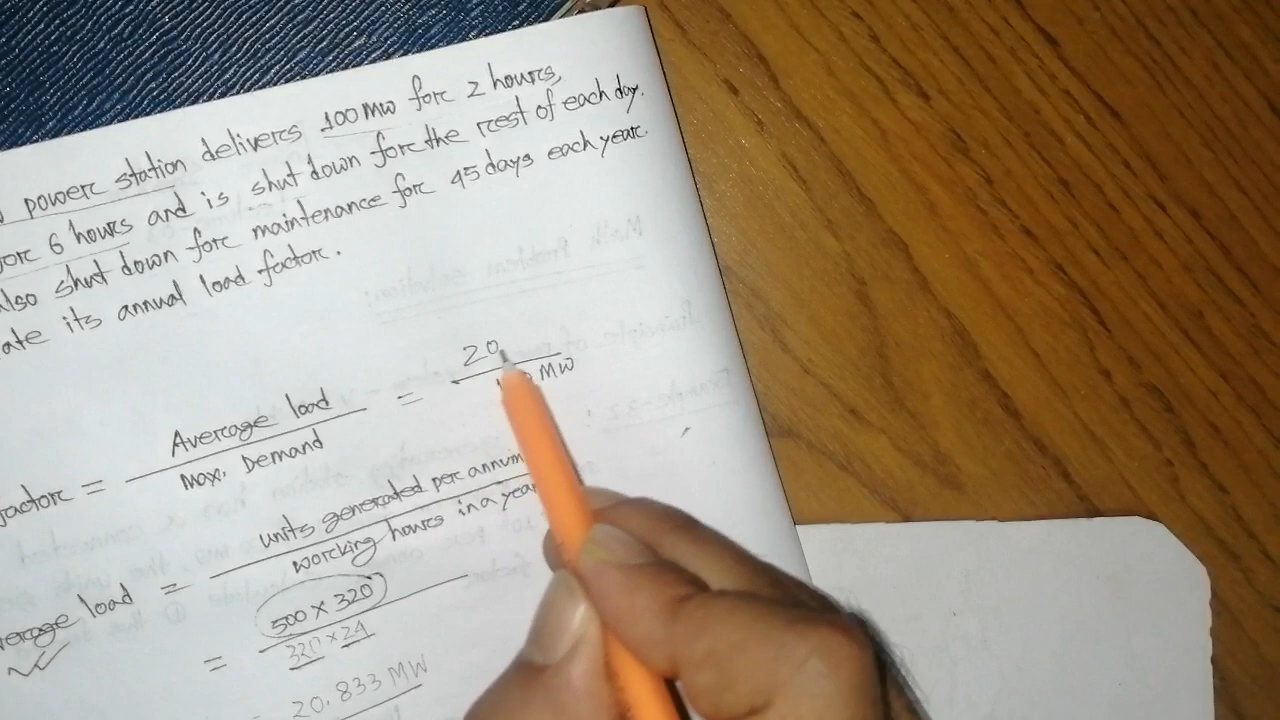 power station delivers 100 MW for 2 hours,
for 6 hours and is shut down for the rest of each day.
also shut down for maintenance for 45 days each year.
ate its annual load factor.
20
MW
factor = Average load / Max. Demand =
units generated per annum
working hours in a year
verage load =
= 500 × 320
320 × 24
20.833 MW
Math Problem solution: